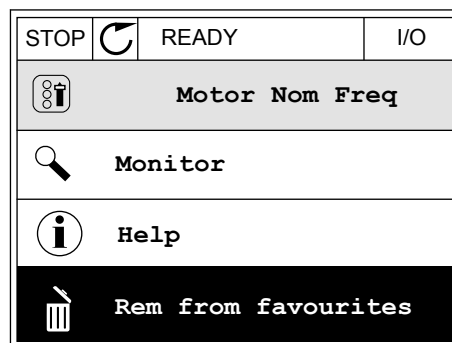 STOP READY I/O
Motor Nom Freq
Monitor
Help
Rem from favourites